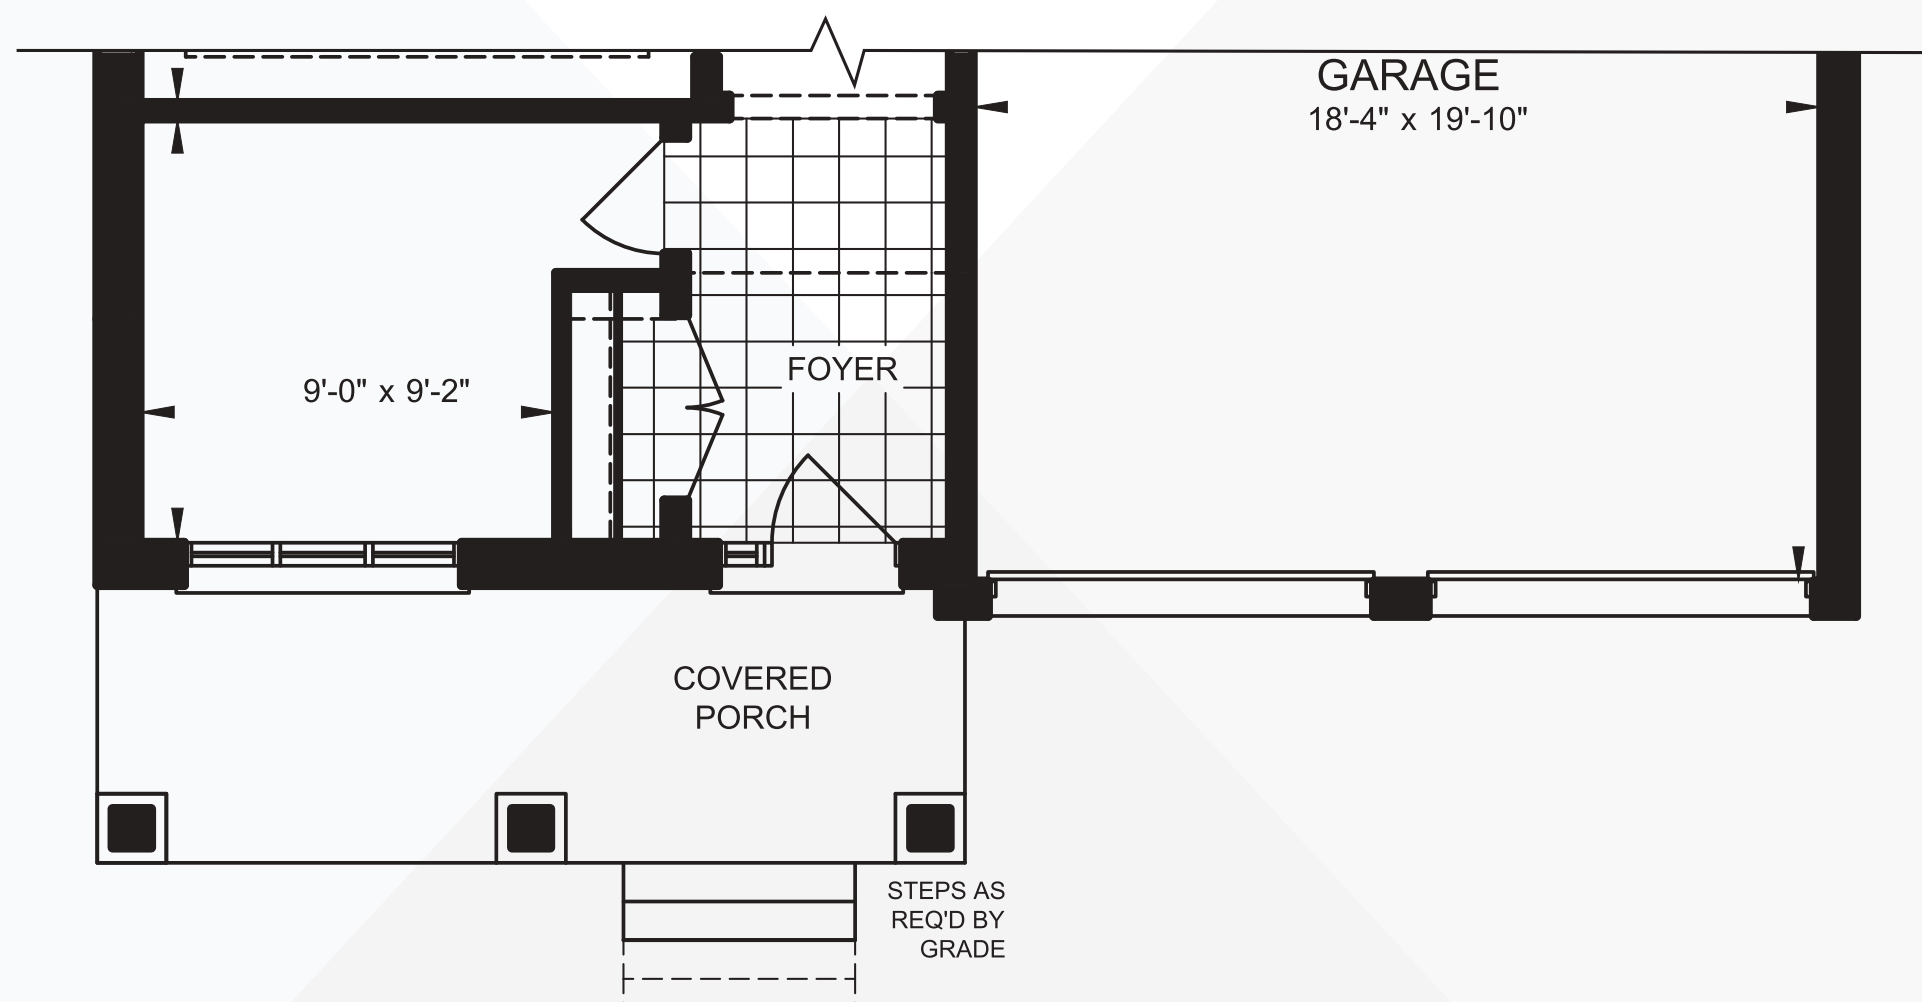 GARAGE
18'-4" x 19'-10"
FOYER
9'-0" x 9'-2"
COVERED
PORCH
STEPS AS
REQ'D BY
GRADE